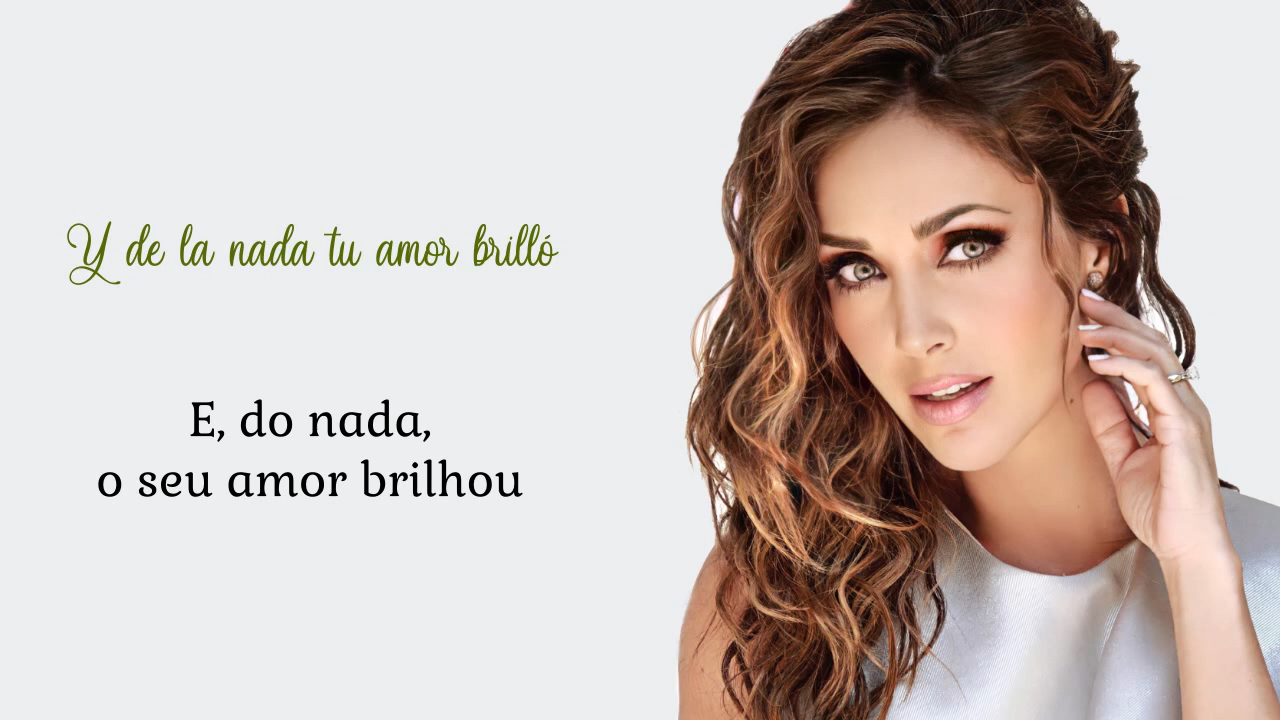 Y de la nada tu amor brilló
E, do nada,
o seu amor brilhou